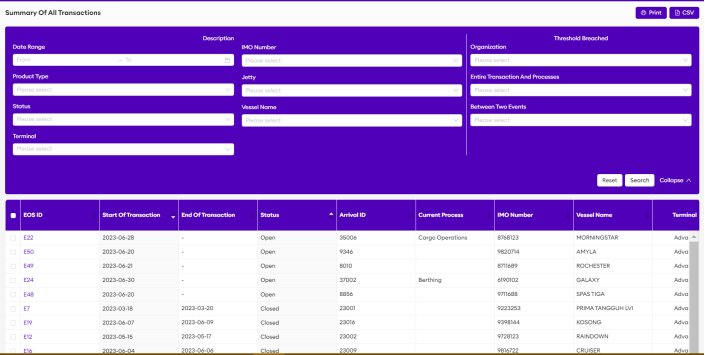 Summary Of All Transactions
Print
CSV
Description
Threshold Breached
Date Range
IMO Number
Organization
From → To
Please select
Please select
Product Type
Jetty
Entire Transaction And Processes
Please select
Please select
Please select
Status
Vessel Name
Between Two Events
Please select
Please select
Please select
Terminal
Please select
Reset
Search
Collapse
EOS ID Start Of Transaction End Of Transaction Status Arrival ID Current Process IMO Number Vessel Name Terminal
E22 2023-06-28 - Open 35006 Cargo Operations 8768123 MORNINGSTAR Adva
E50 2023-06-20 - Open 9346 9820714 AMYLA Adva
E49 2023-06-21 - Open 8010 8711689 ROCHESTER Adva
E24 2023-06-30 - Open 37002 Berthing 6190102 GALAXY Adva
E48 2023-06-20 - Open 8856 9711688 SPAS TIGA Adva
E7 2023-03-18 2023-03-20 Closed 23001 9223253 PRIMA TANGGUH LVI Adva
E19 2023-06-07 2023-06-09 Closed 23016 9398144 KOSONG Adva
E12 2023-05-15 2023-05-17 Closed 23002 9728123 RAINDOWN Adva
E16 2023-06-04 2023-06-06 Closed 23009 9816722 CRUISER Adva